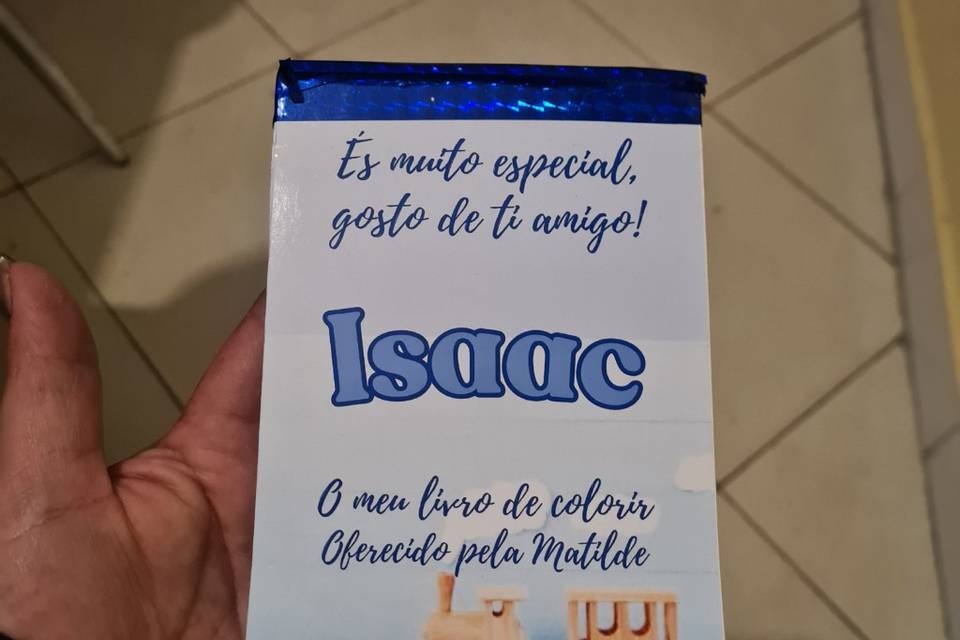 És muito especial,
gosto de ti amigo!
Isaac
O meu livro de colorir
Oferecido pela Matilde